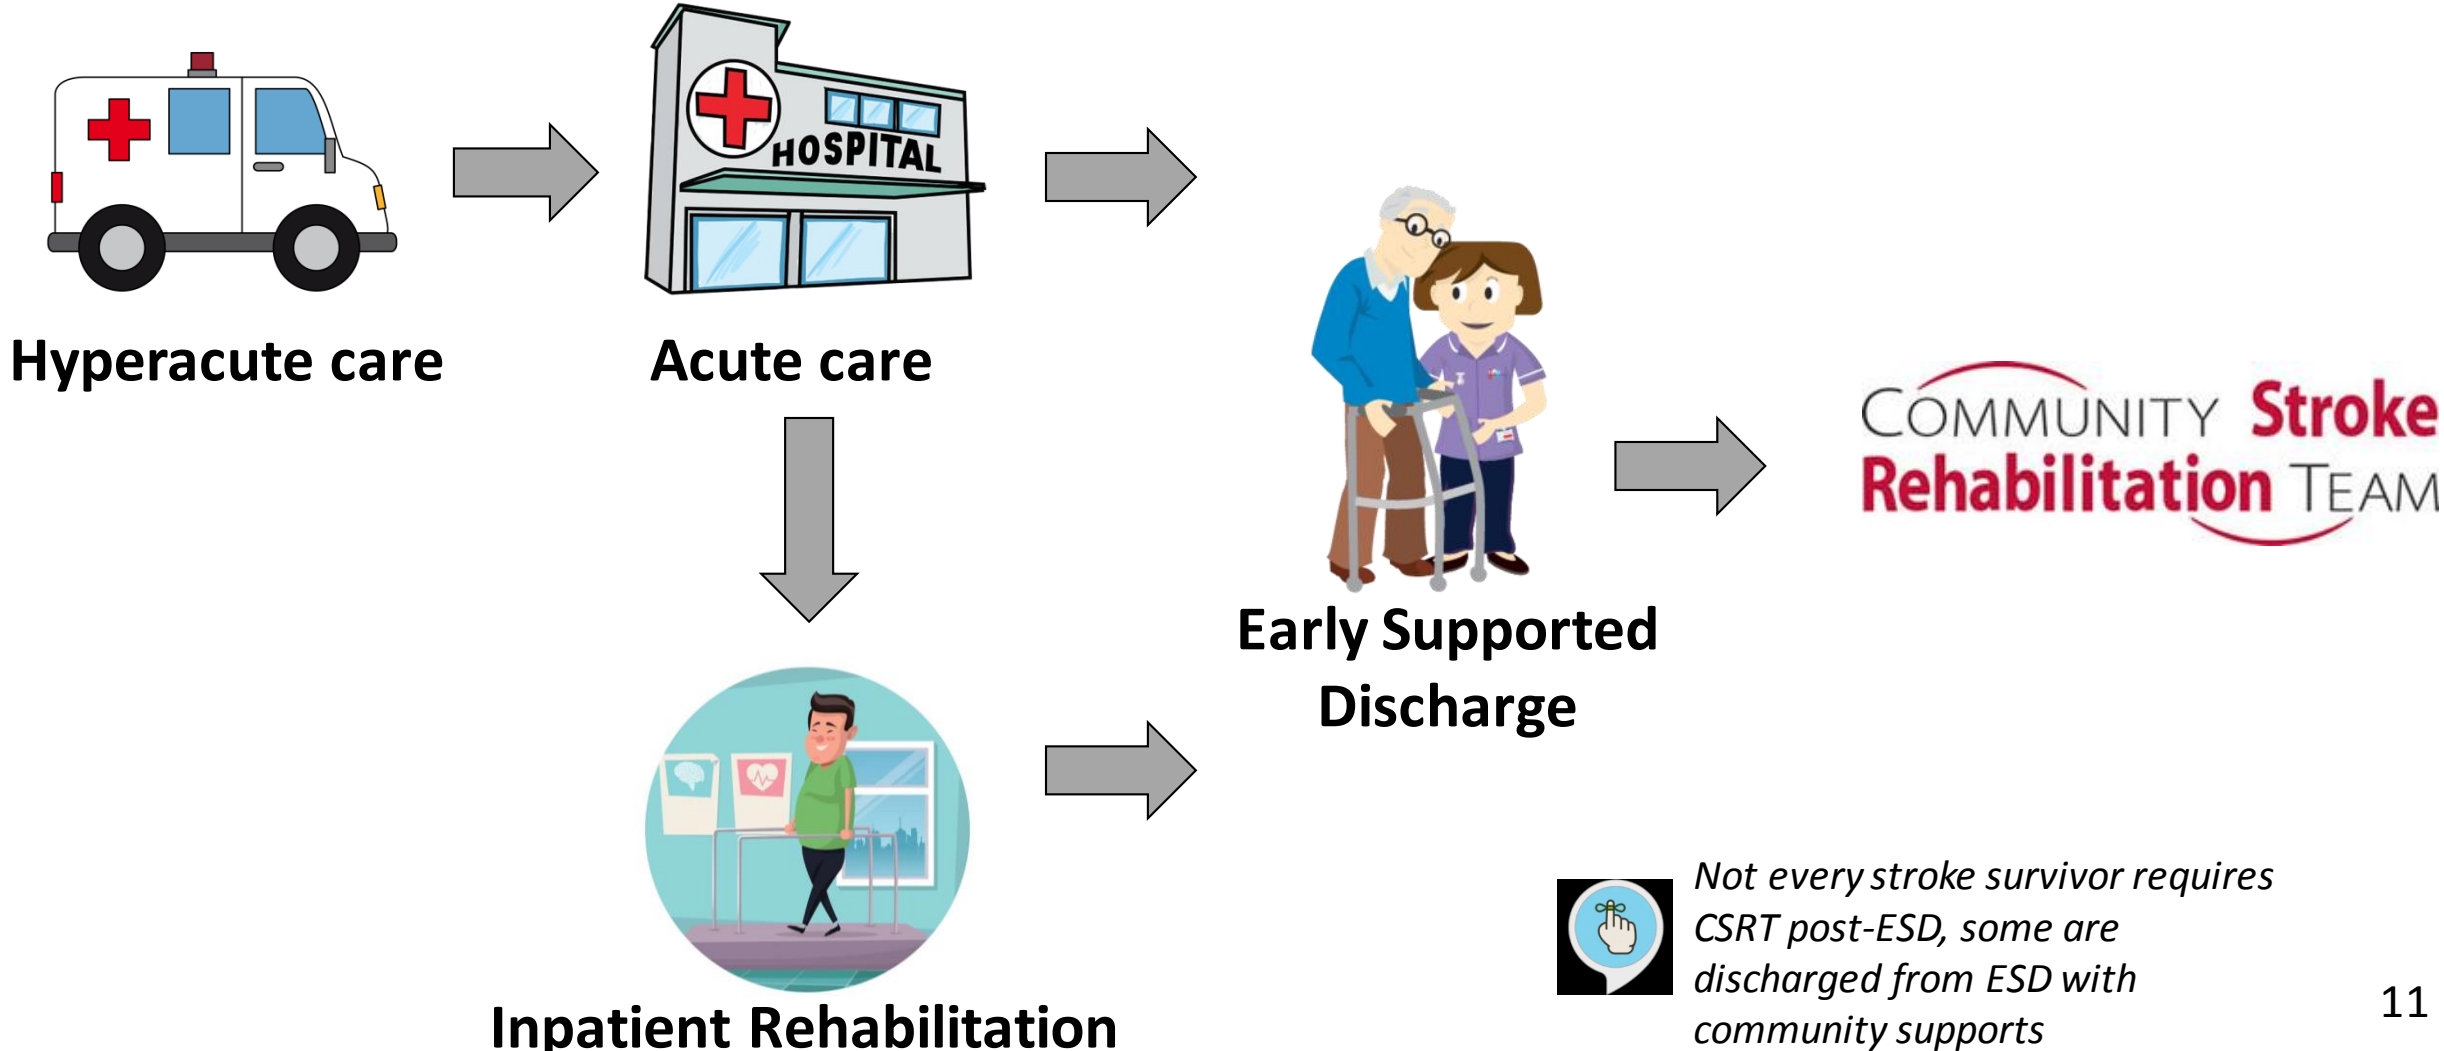 HOSPITAL
Hyperacute care
Acute care
COMMUNITY Stroke
Rehabilitation TEAM
Early Supported
Discharge
Inpatient Rehabilitation
Not every stroke survivor requires
CSRT post-ESD, some are
discharged from ESD with
community supports
11